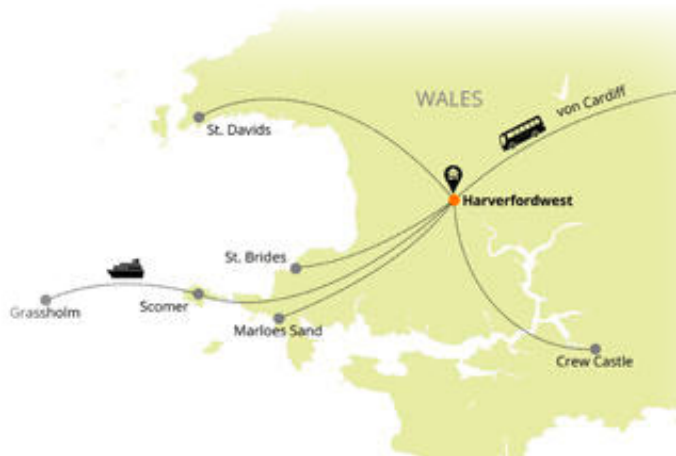 WALES
von Cardiff
St. Davids
Harverfordwest
St. Brides
Scomer
Grassholm
Marloes Sand
Crew Castle